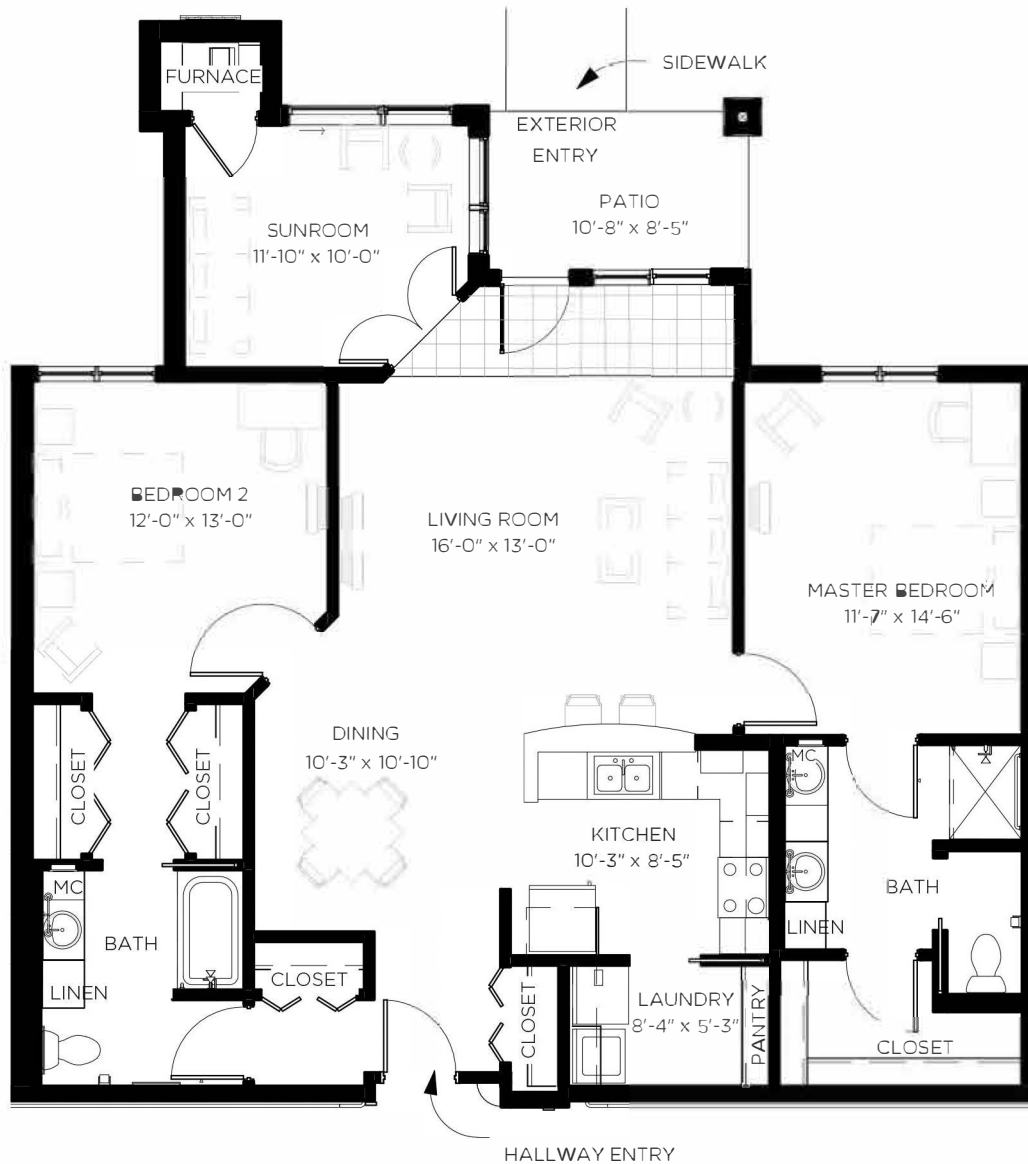 FURNACE
SIDEWALK
EXTERIOR
ENTRY
PATIO
10'-8" x 8'-5"
SUNROOM
11'-10" x 10'-0"
BEDROOM 2
12'-0" x 13'-0"
LIVING ROOM
16'-0" x 13'-0"
MASTER BEDROOM
11'-7" x 14'-6"
CLOSET
CLOSET
DINING
10'-3" x 10'-10"
KITCHEN
10'-3" x 8'-5"
MC
BATH
LINEN
MC
BATH
LINEN
CLOSET
CLOSET
LAUNDRY
8'-4" x 5'-3"
PANTRY
CLOSET
HALLWAY ENTRY